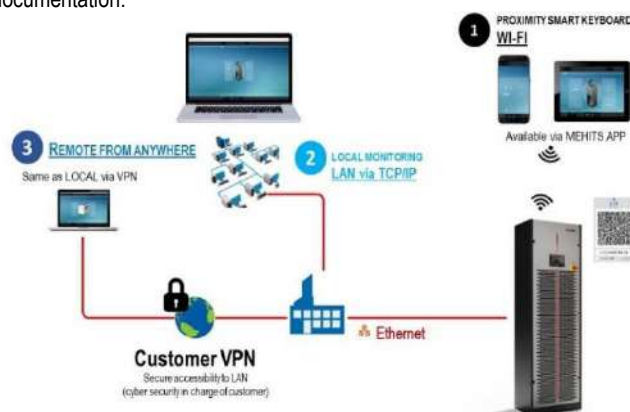 documentation.
1 PROXIMITY SMART KEYBOARD
WI-FI
Available via MEHITS APP
3 REMOTE FROM ANYWHERE
Same as LOCAL via VPN
2 LOCAL MONITORING
LAN via TCP/IP
Ethernet
Customer VPN
Secure accessibility to LAN
(cyber security in charge of customer)